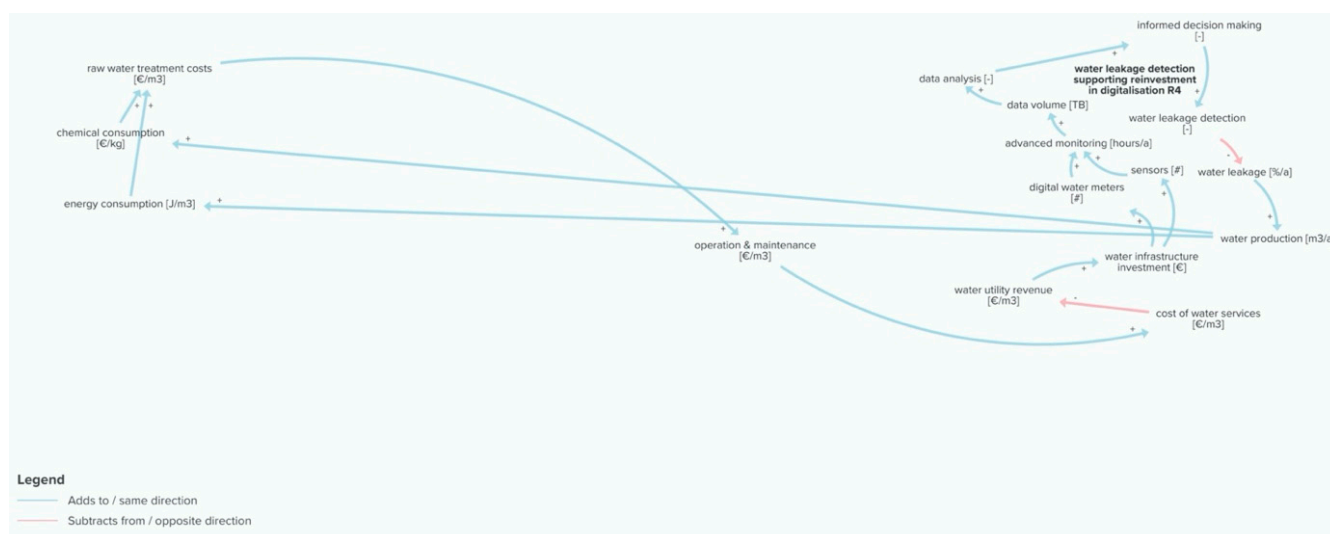 informed decision making
[-]
raw water treatment costs
[€/m3]
+
+ +
chemical consumption
[€/kg]
+
energy consumption [J/m3]
+
data analysis [-]
+
water leakage detection
supporting reinvestment
in digitalisation R4
+
data volume [TB]
+
water leakage detection
[-]
+
advanced monitoring [hours/a]
+
+
-
sensors [#]
water leakage [%/a]
digital water meters
[#]
+
+
+
water production [m3/a
+
operation & maintenance
[€/m3]
water infrastructure
investment [€]
+
water utility revenue
[€/m3]
-
cost of water services
[€/m3]
+
Legend
Adds to / same direction
Subtracts from / opposite direction